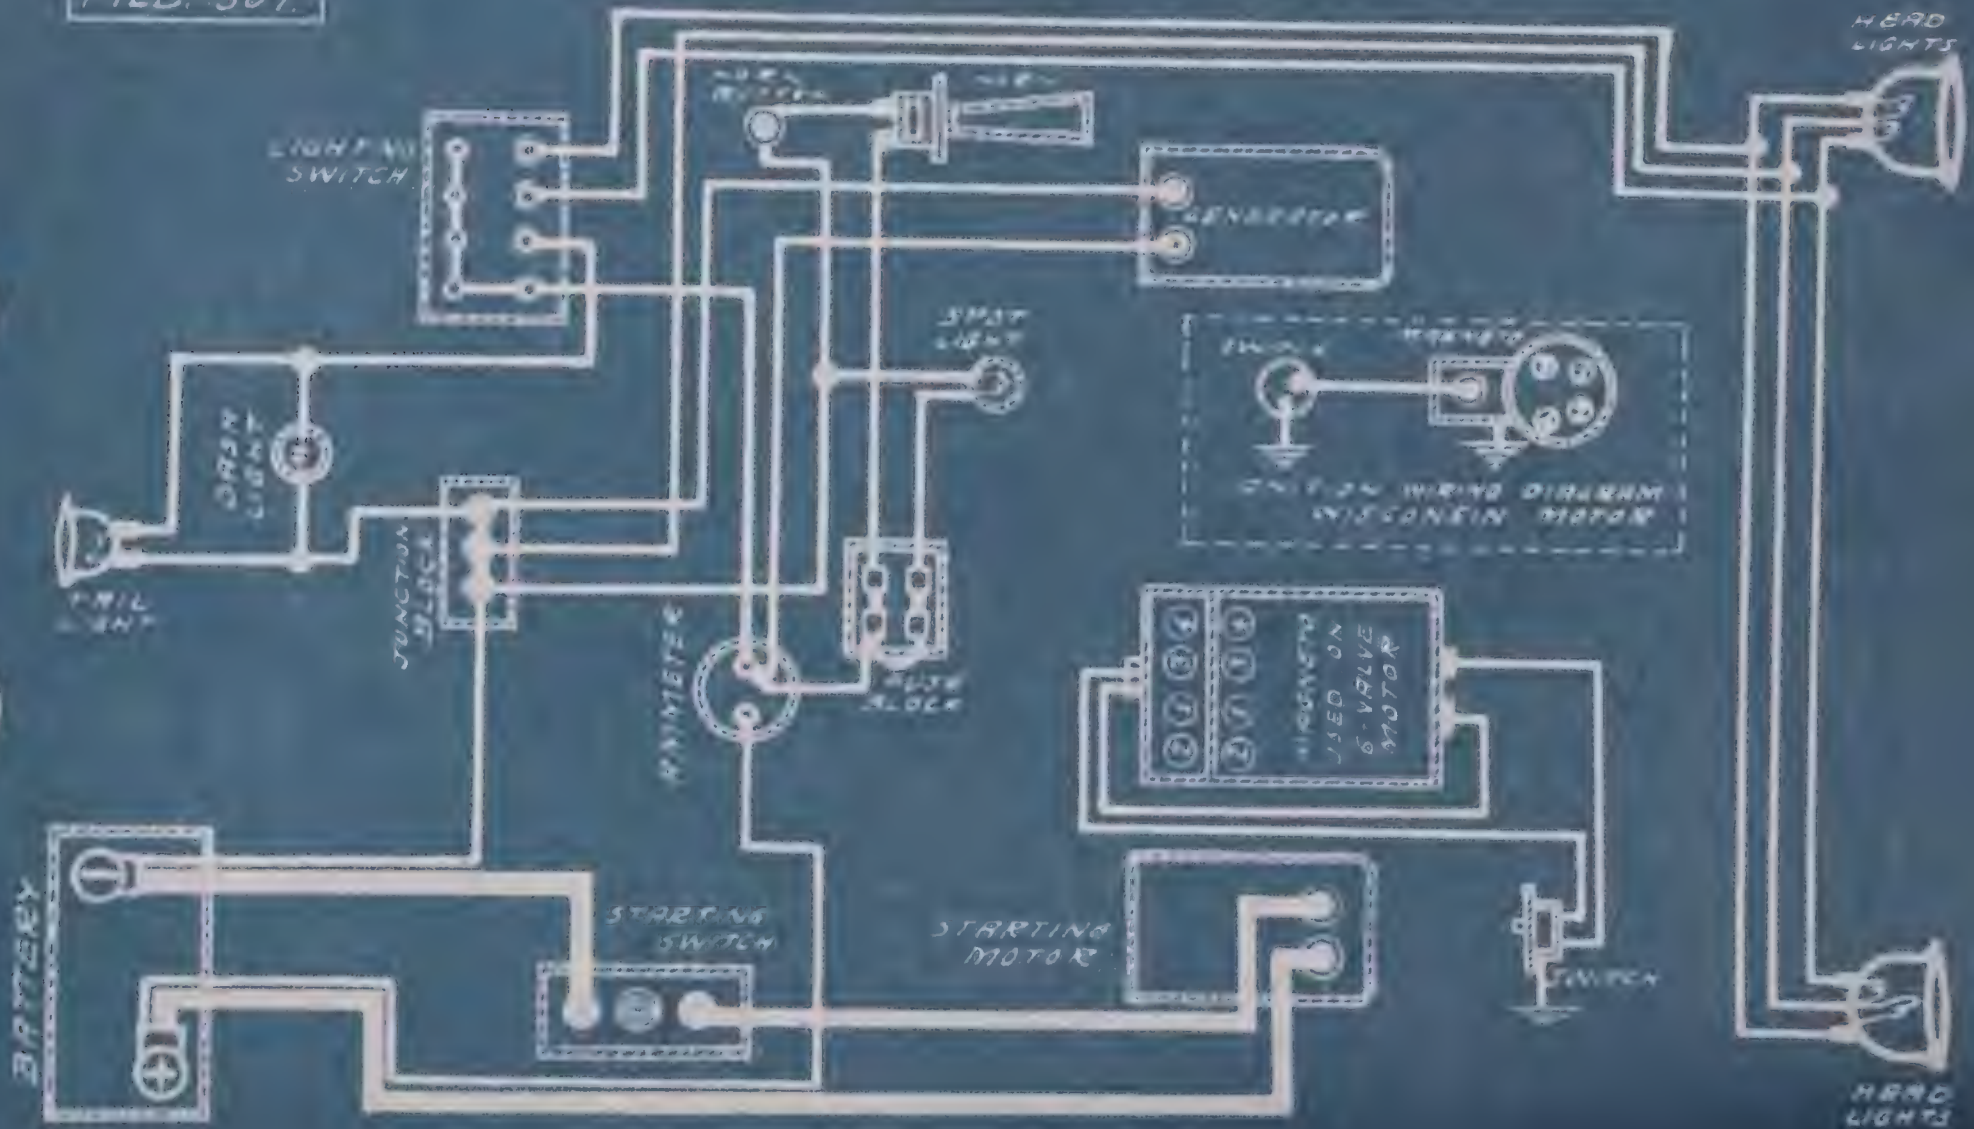 HEAD
LIGHTS
HORN
BUTTON
HORN
LIGHTING
SWITCH
GENERATOR
SPOT
LIGHT
SWITCH
MAGNETO
IGNITION WIRING DIAGRAM
WISCONSIN MOTOR
DASH
LIGHT
TAIL
LIGHT
JUNCTION
BLOCK
AMMETER
FUSE
BLOCK
MAGNETO
USED ON
6-VALVE
MOTOR
BATTERY
STARTING
SWITCH
STARTING
MOTOR
SWITCH
HEAD
LIGHTS